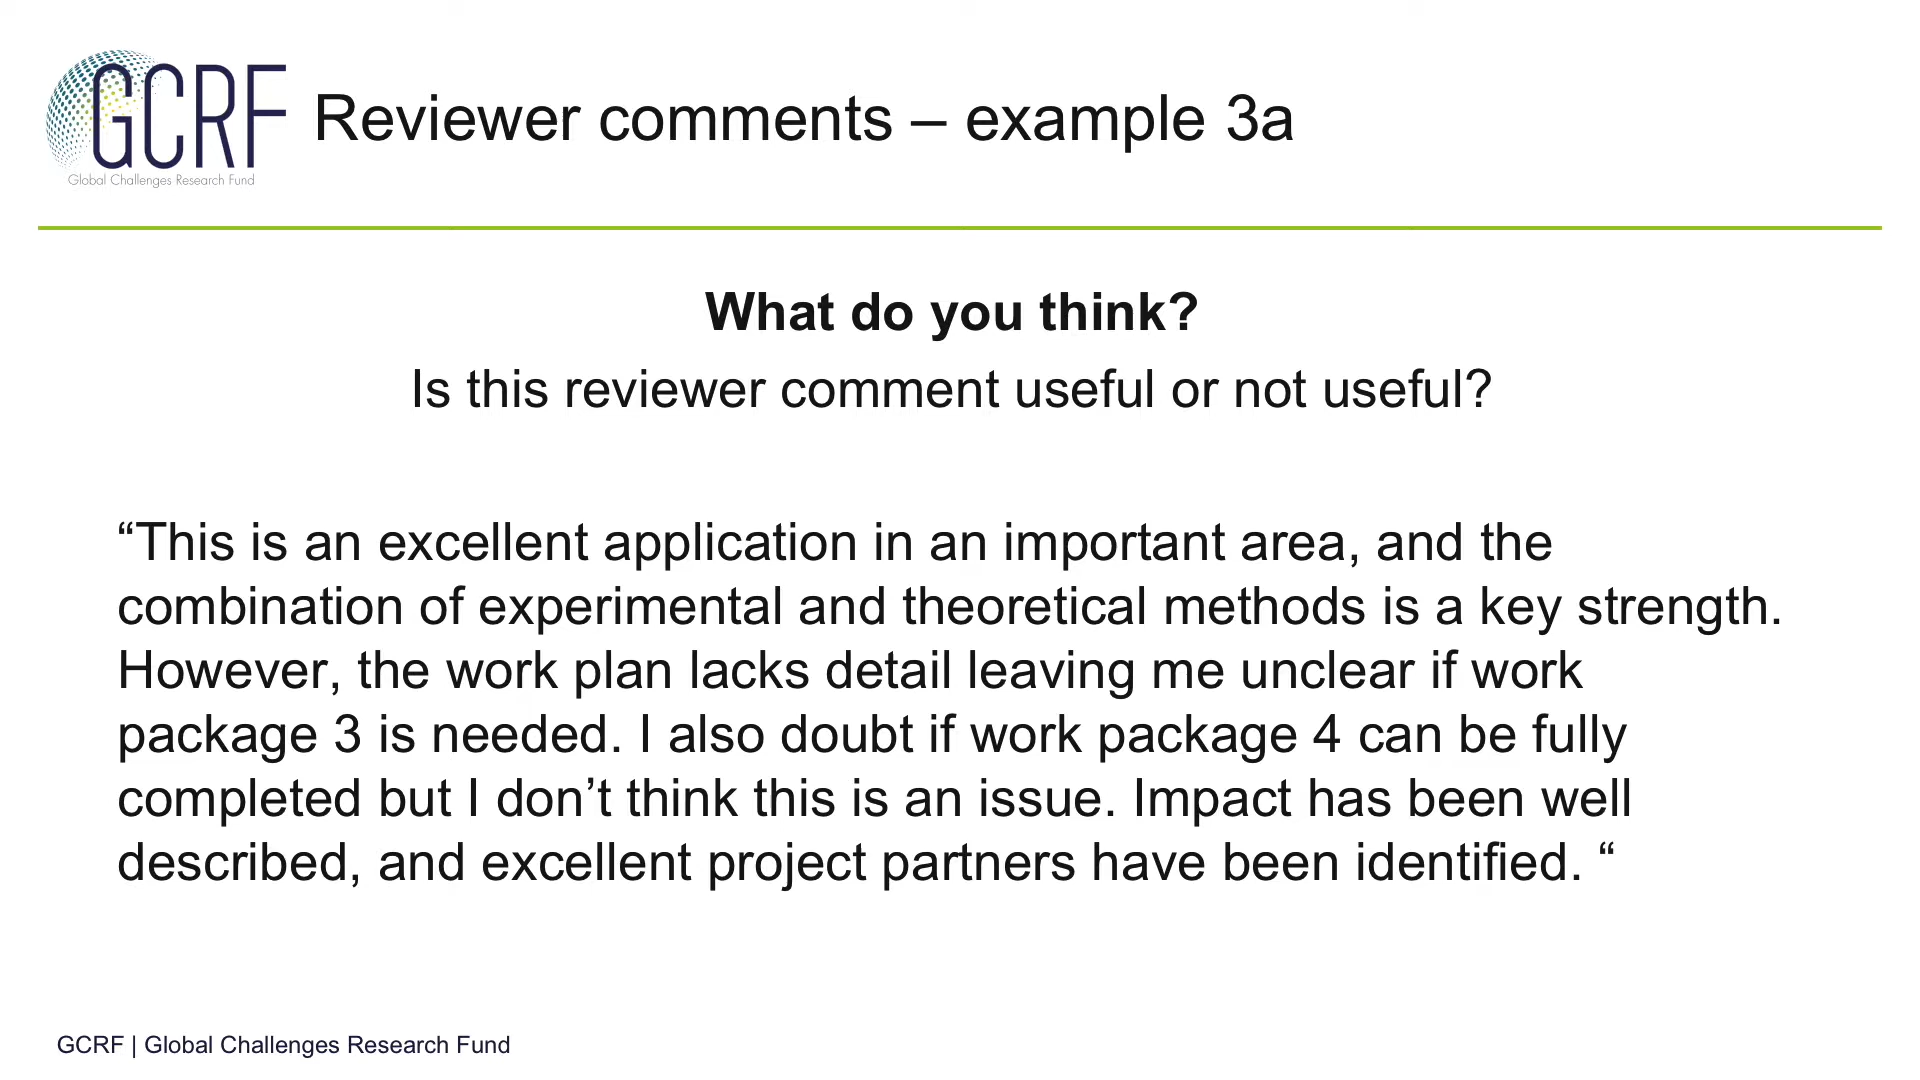 GCRF
Global Challenges Research Fund
Reviewer comments – example 3a
What do you think?
Is this reviewer comment useful or not useful?
“This is an excellent application in an important area, and the
combination of experimental and theoretical methods is a key strength.
However, the work plan lacks detail leaving me unclear if work
package 3 is needed. I also doubt if work package 4 can be fully
completed but I don’t think this is an issue. Impact has been well
described, and excellent project partners have been identified. “
GCRF | Global Challenges Research Fund